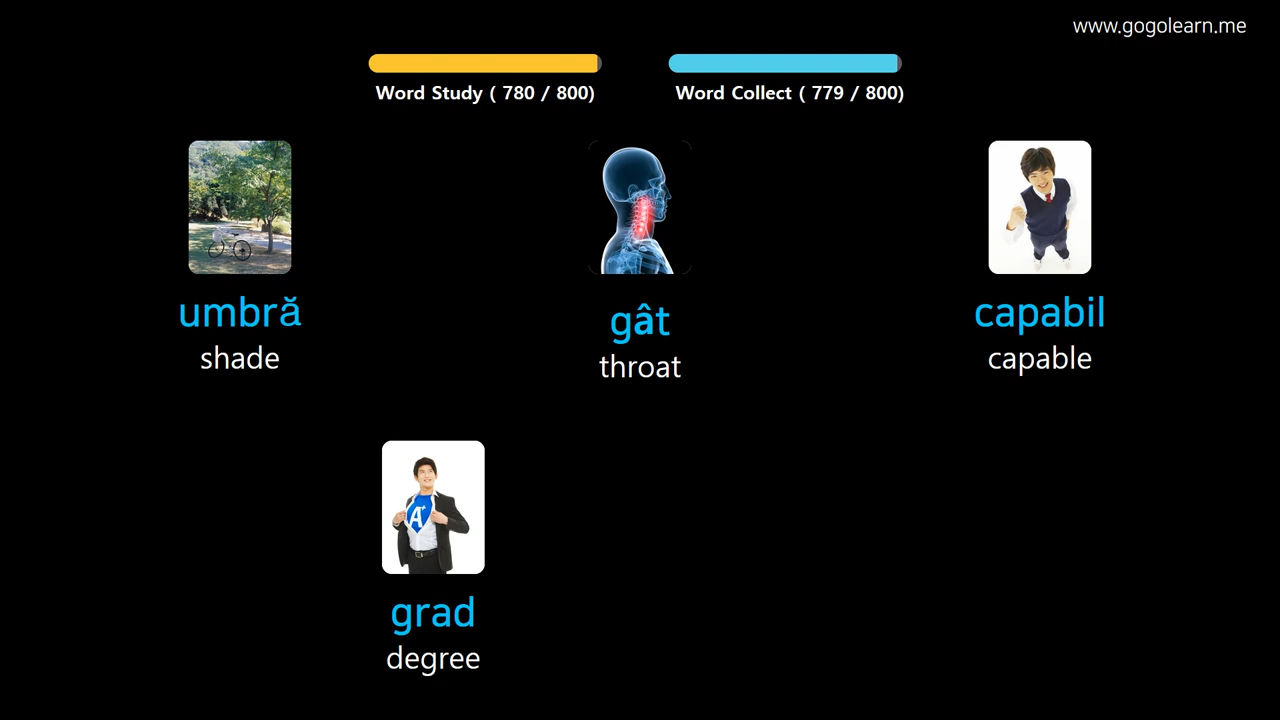 www.gogolearn.me
Word Study ( 780 / 800)
Word Collect ( 779 / 800)
umbră
shade
gât
throat
capabil
capable
A+
grad
degree